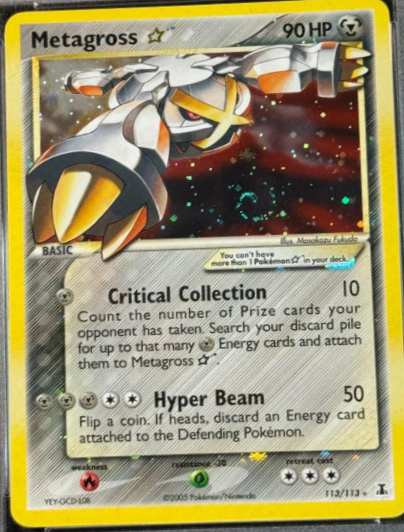 Metagross ☆ 90 HP
Illus. Masakazu Fukuda
BASIC
You can't have
more than 1 Pokémon ☆ in your deck.
Critical Collection 10
Count the number of Prize cards your
opponent has taken. Search your discard pile
for up to that many Energy cards and attach
them to Metagross ☆.
Hyper Beam 50
Flip a coin. If heads, discard an Energy card
attached to the Defending Pokémon.
weakness resistance -30 retreat cost
YEY-GCD-L08 ©2005 Pokémon/Nintendo 113/113 ★